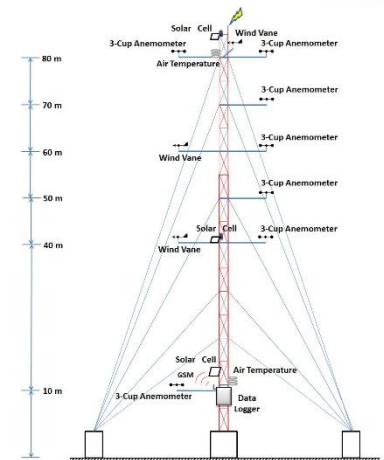 Solar Cell
Wind Vane
3-Cup Anemometer
3-Cup Anemometer
80 m
Air Temperature
3-Cup Anemometer
70 m
3-Cup Anemometer
60 m
Wind Vane
3-Cup Anemometer
50 m
Solar Cell
3-Cup Anemometer
40 m
Wind Vane
Solar Cell
Air Temperature
GSM
10 m
3-Cup Anemometer
Data
Logger